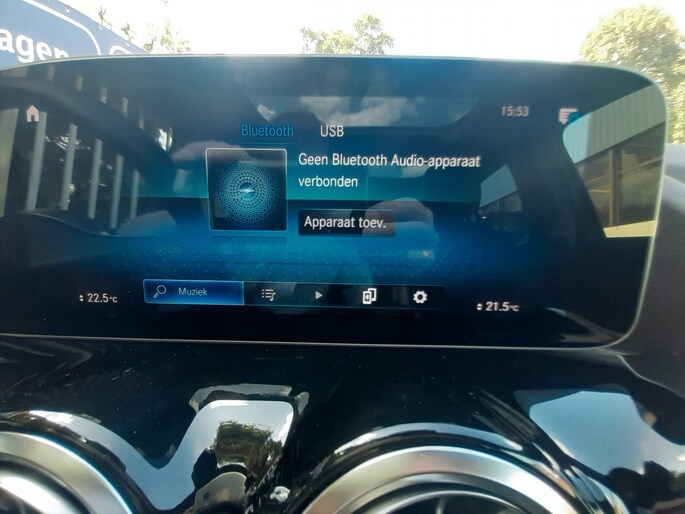 agen
15:53
Bluetooth USB
Geen Bluetooth Audio-apparaat
verbonden
Apparaat toev.
Muziek
22.5°C
21.5°C